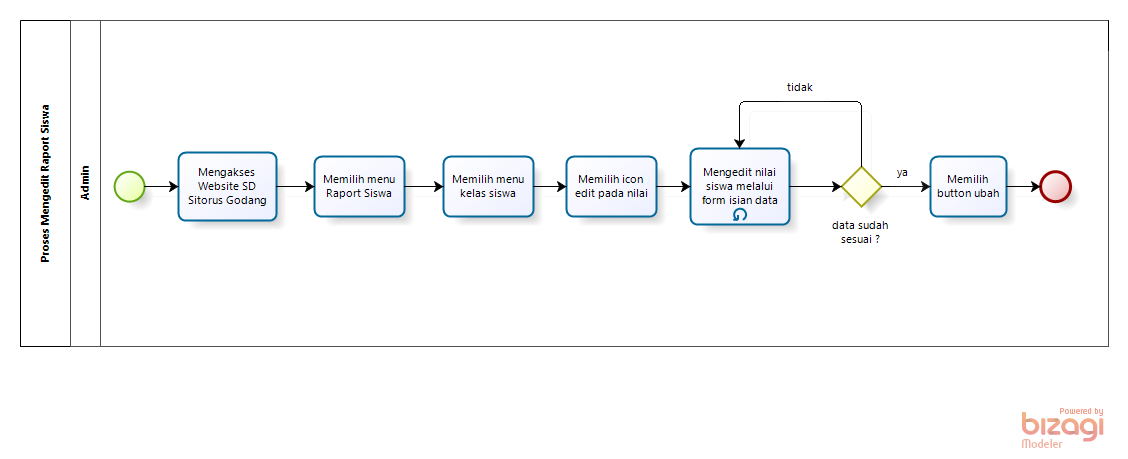 Proses Mengedit Raport Siswa
Admin
Mengakses
Website SD
Sitorus Godang
Memilih menu
Raport Siswa
Memilih menu
kelas siswa
Memilih icon
edit pada nilai
Mengedit nilai
siswa melalui
form isian data
tidak
data sudah
sesuai ?
ya
Memilih
button ubah
Powered by
bizagi
Modeler